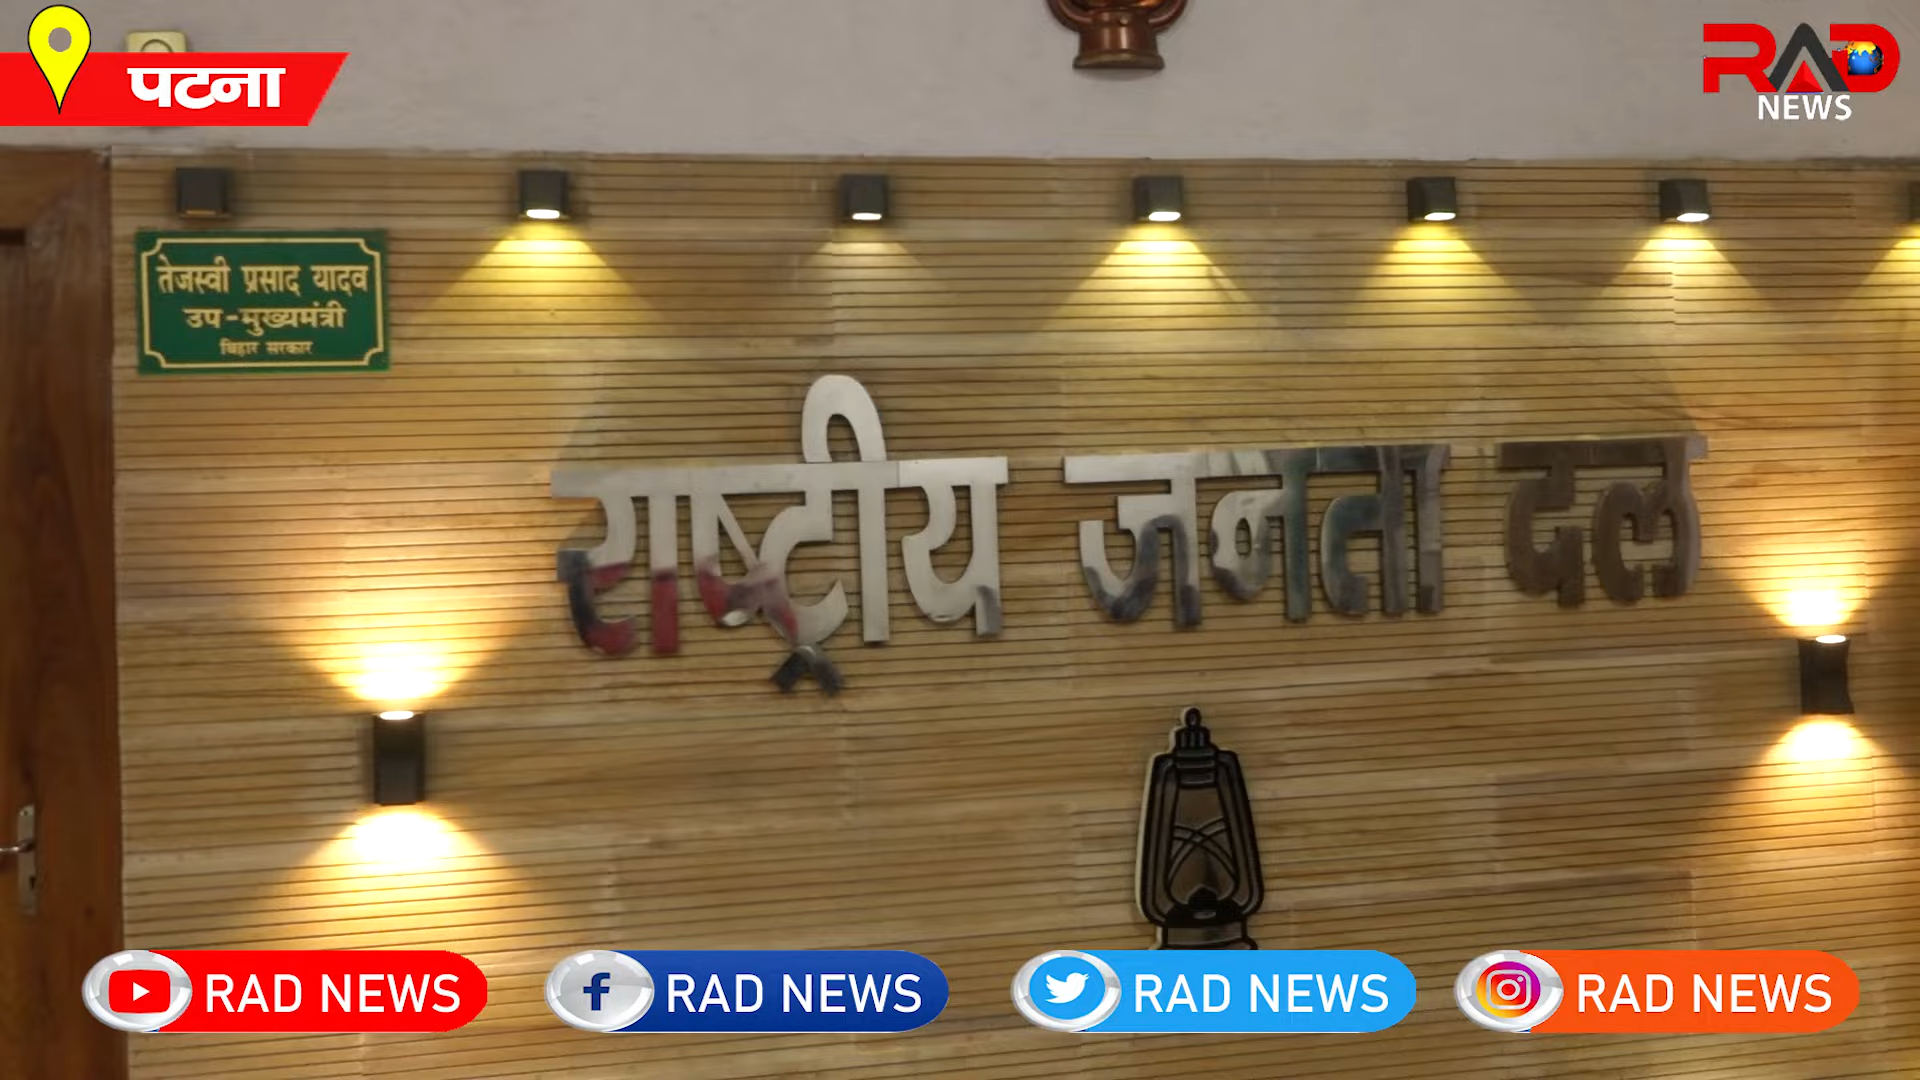 पटना
RAD
NEWS
तेजस्वी प्रसाद यादव
उप-मुख्यमंत्री
बिहार सरकार
राष्ट्रीय जनता दल
RAD NEWS
RAD NEWS
RAD NEWS
RAD NEWS